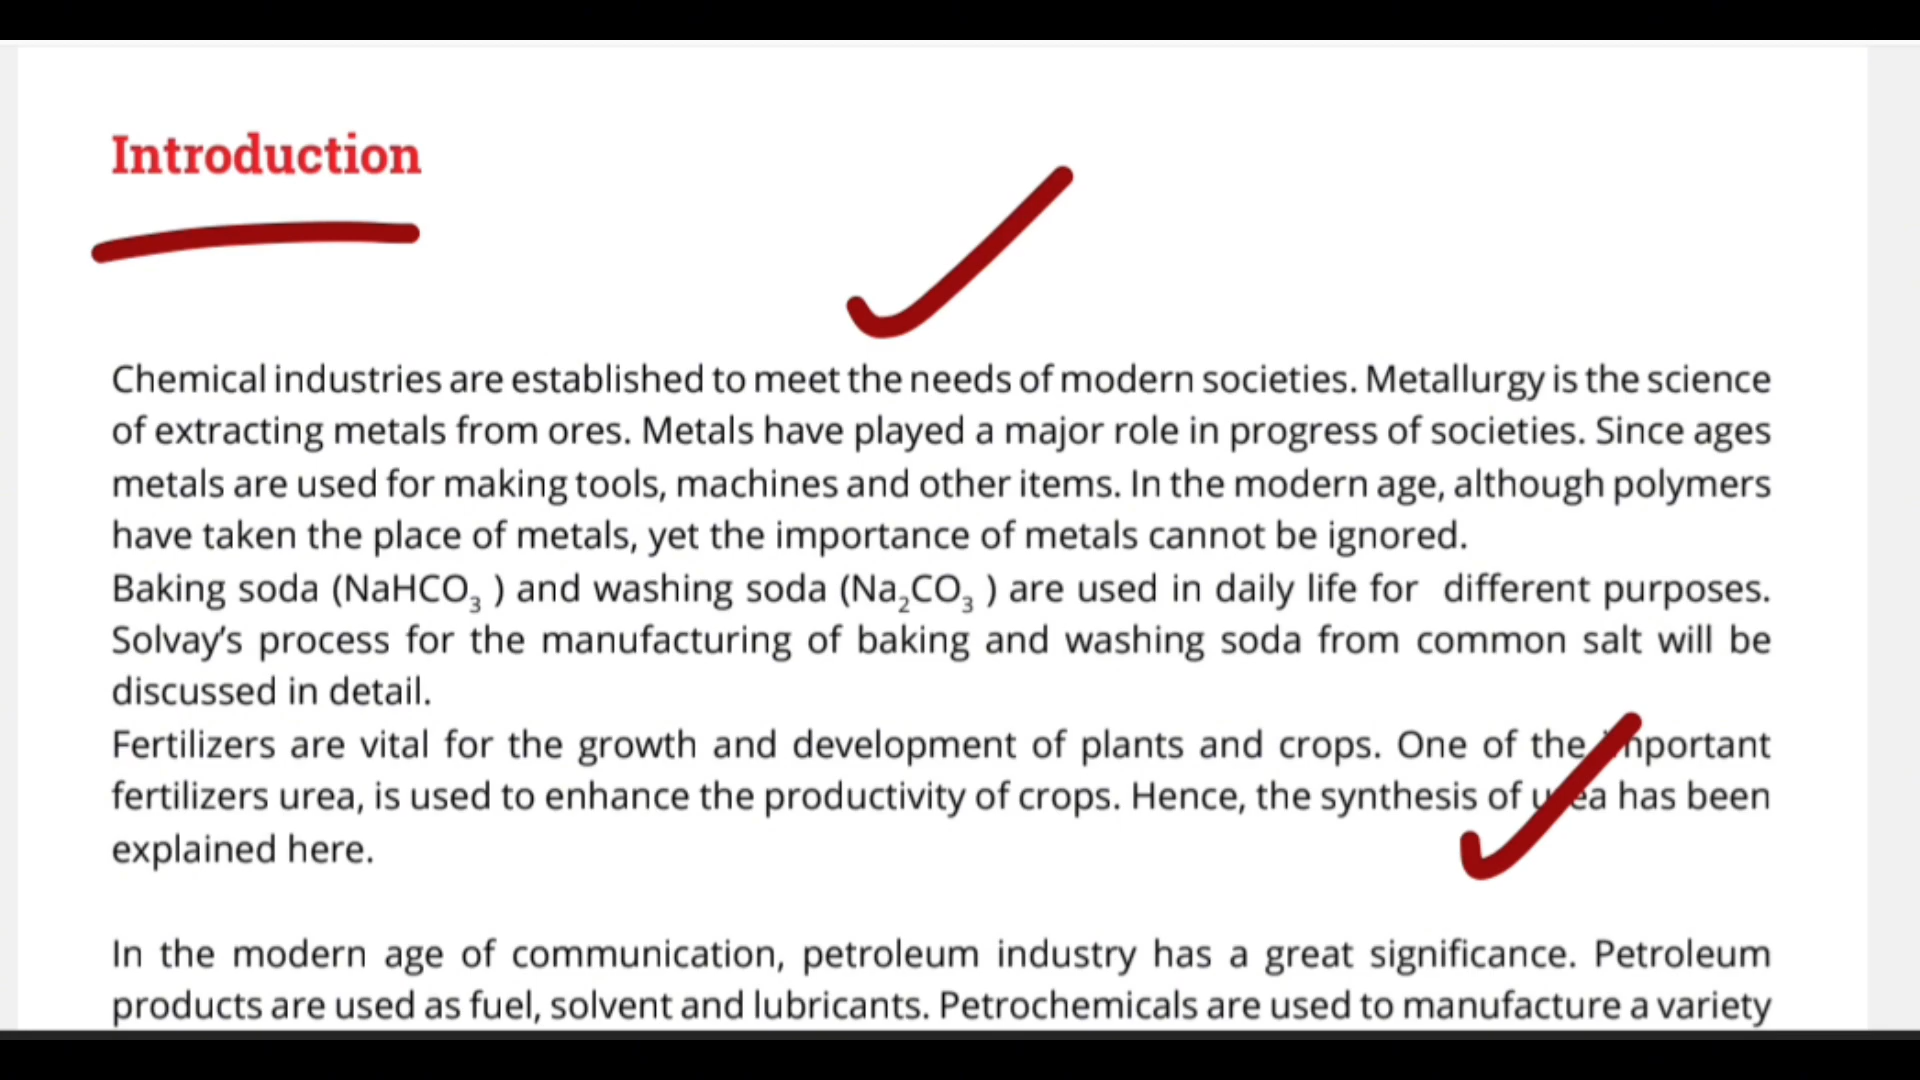 Introduction
Chemical industries are established to meet the needs of modern societies. Metallurgy is the science
of extracting metals from ores. Metals have played a major role in progress of societies. Since ages
metals are used for making tools, machines and other items. In the modern age, although polymers
have taken the place of metals, yet the importance of metals cannot be ignored.
Baking soda (NaHCO₃ ) and washing soda (Na₂CO₃ ) are used in daily life for different purposes.
Solvay’s process for the manufacturing of baking and washing soda from common salt will be
discussed in detail.
Fertilizers are vital for the growth and development of plants and crops. One of the important
fertilizers urea, is used to enhance the productivity of crops. Hence, the synthesis of urea has been
explained here.
In the modern age of communication, petroleum industry has a great significance. Petroleum
products are used as fuel, solvent and lubricants. Petrochemicals are used to manufacture a variety